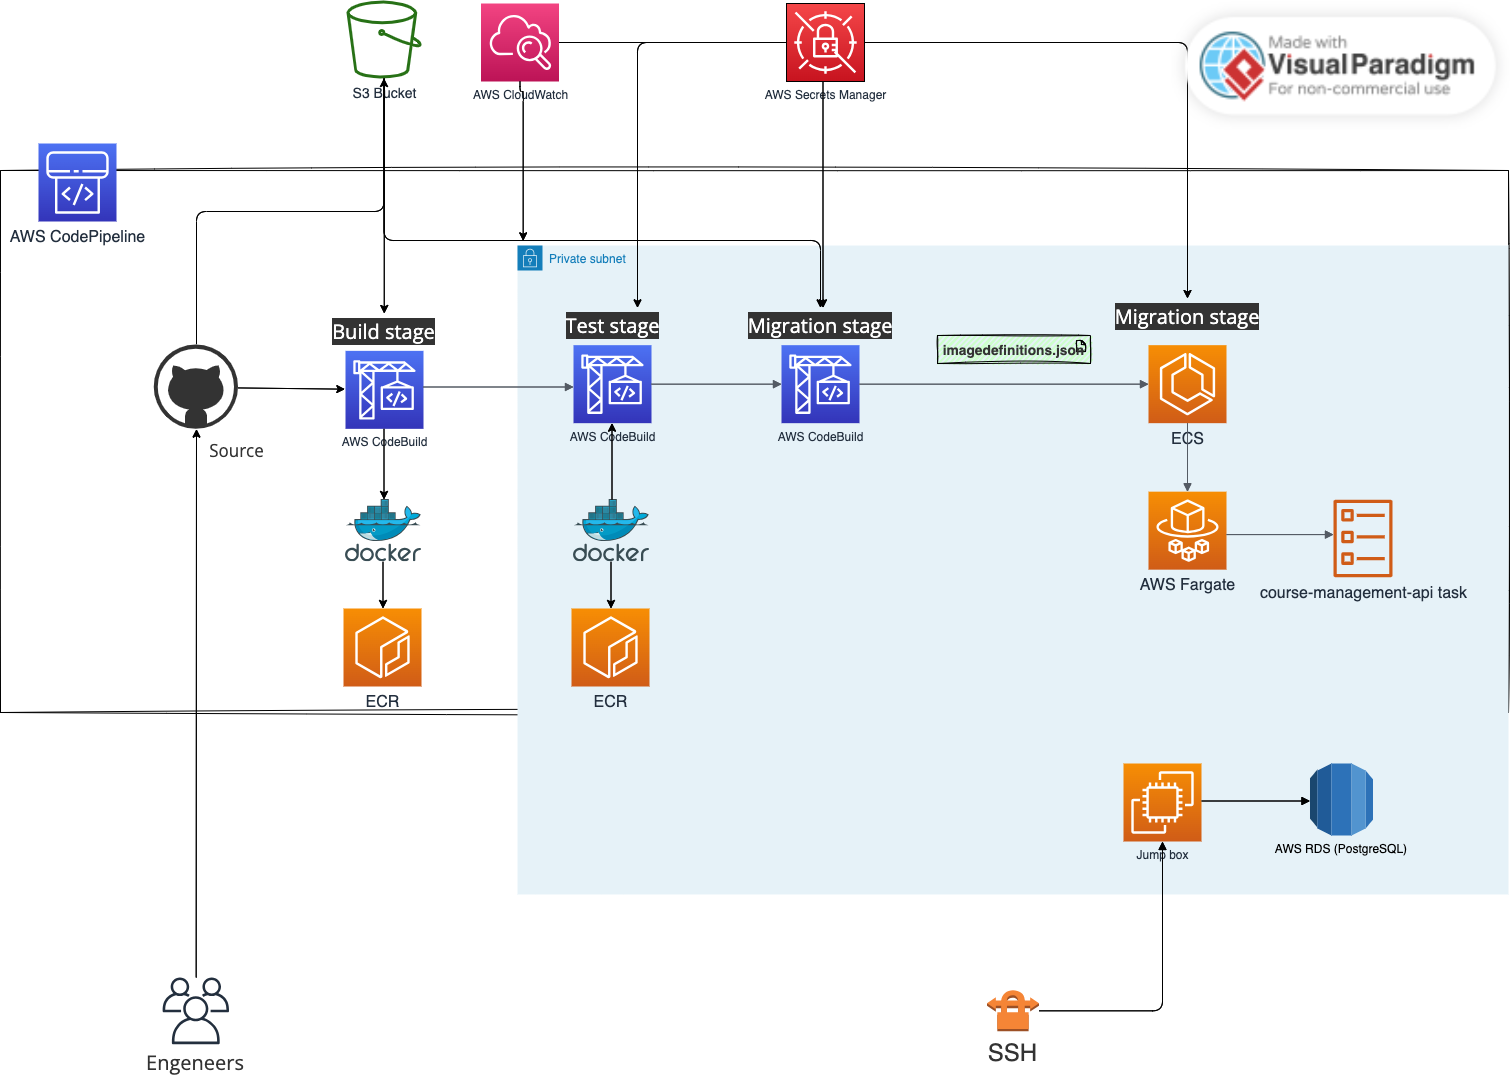 S3 Bucket
AWS CloudWatch
AWS Secrets Manager
Made with
Visual Paradigm
For non-commercial use
AWS CodePipeline
Private subnet
Build stage
Test stage
Migration stage
Migration stage
imagedefinitions.json
Source
AWS CodeBuild
AWS CodeBuild
AWS CodeBuild
ECS
docker
docker
AWS Fargate
course-management-api task
ECR
ECR
Jump box
AWS RDS (PostgreSQL)
Engeneers
SSH